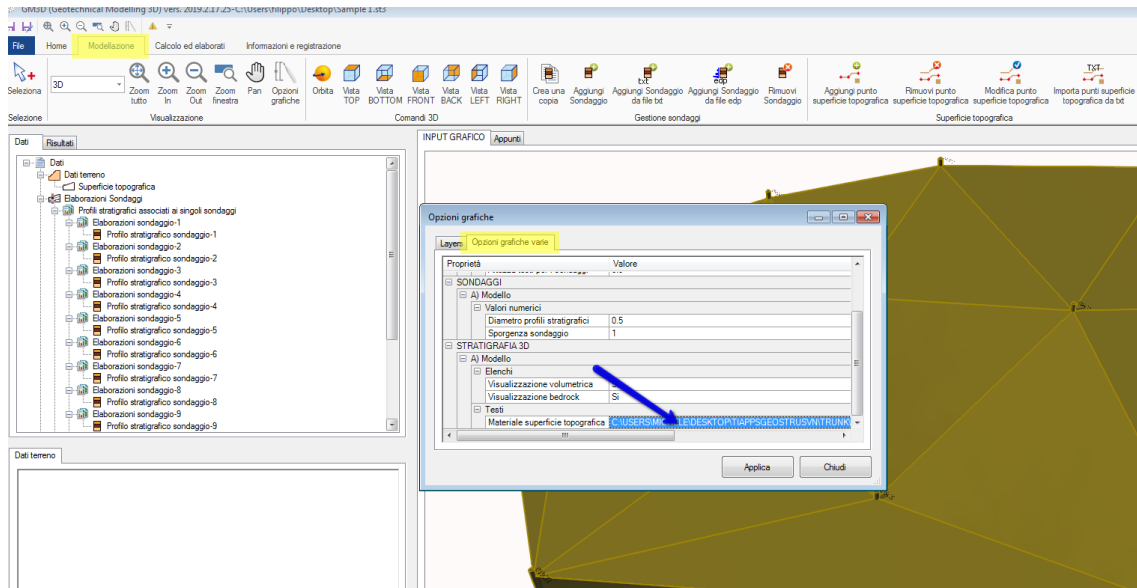 GM3D (Geotechnical Modelling 3D) vers. 2019.2.17.25-C:\Users\filippo\Desktop\Sample 1.st3
File Home Modellazione Calcolo ed elaborati Informazioni e registrazione
Seleziona
3D
Zoom tutto
Zoom In
Zoom Out
Zoom finestra
Pan
Opzioni grafiche
Orbita
Vista TOP
Vista BOTTOM
Vista FRONT
Vista BACK
Vista LEFT
Vista RIGHT
Crea una copia
Aggiungi Sondaggio
txt
Aggiungi Sondaggio da file txt
edp
Aggiungi Sondaggio da file edp
Rimuovi Sondaggio
Aggiungi punto superficie topografica
Rimuovi punto superficie topografica
Modifica punto superficie topografica
TXT
Importa punti superficie topografica da txt
Selezione Visualizzazione Comandi 3D Gestione sondaggi Superficie topografica
Dati Risultati
Dati
Dati terreno
Superficie topografica
Elaborazioni Sondaggi
Profili stratigrafici associati ai singoli sondaggi
Elaborazioni sondaggio-1
Profilo stratigrafico sondaggio-1
Elaborazioni sondaggio-2
Profilo stratigrafico sondaggio-2
Elaborazioni sondaggio-3
Profilo stratigrafico sondaggio-3
Elaborazioni sondaggio-4
Profilo stratigrafico sondaggio-4
Elaborazioni sondaggio-5
Profilo stratigrafico sondaggio-5
Elaborazioni sondaggio-6
Profilo stratigrafico sondaggio-6
Elaborazioni sondaggio-7
Profilo stratigrafico sondaggio-7
Elaborazioni sondaggio-8
Profilo stratigrafico sondaggio-8
Elaborazioni sondaggio-9
Profilo stratigrafico sondaggio-9
Dati terreno
INPUT GRAFICO Appunti
Opzioni grafiche
Layers Opzioni grafiche varie
Proprietà Valore
SONDAGGI
A) Modello
Valori numerici
Diametro profili stratigrafici 0.5
Sporgenza sondaggio 1
STRATIGRAFIA 3D
A) Modello
Elenchi
Visualizzazione volumetrica
Visualizzazione bedrock Si
Testi
Materiale superficie topografica
Applica Chiudi